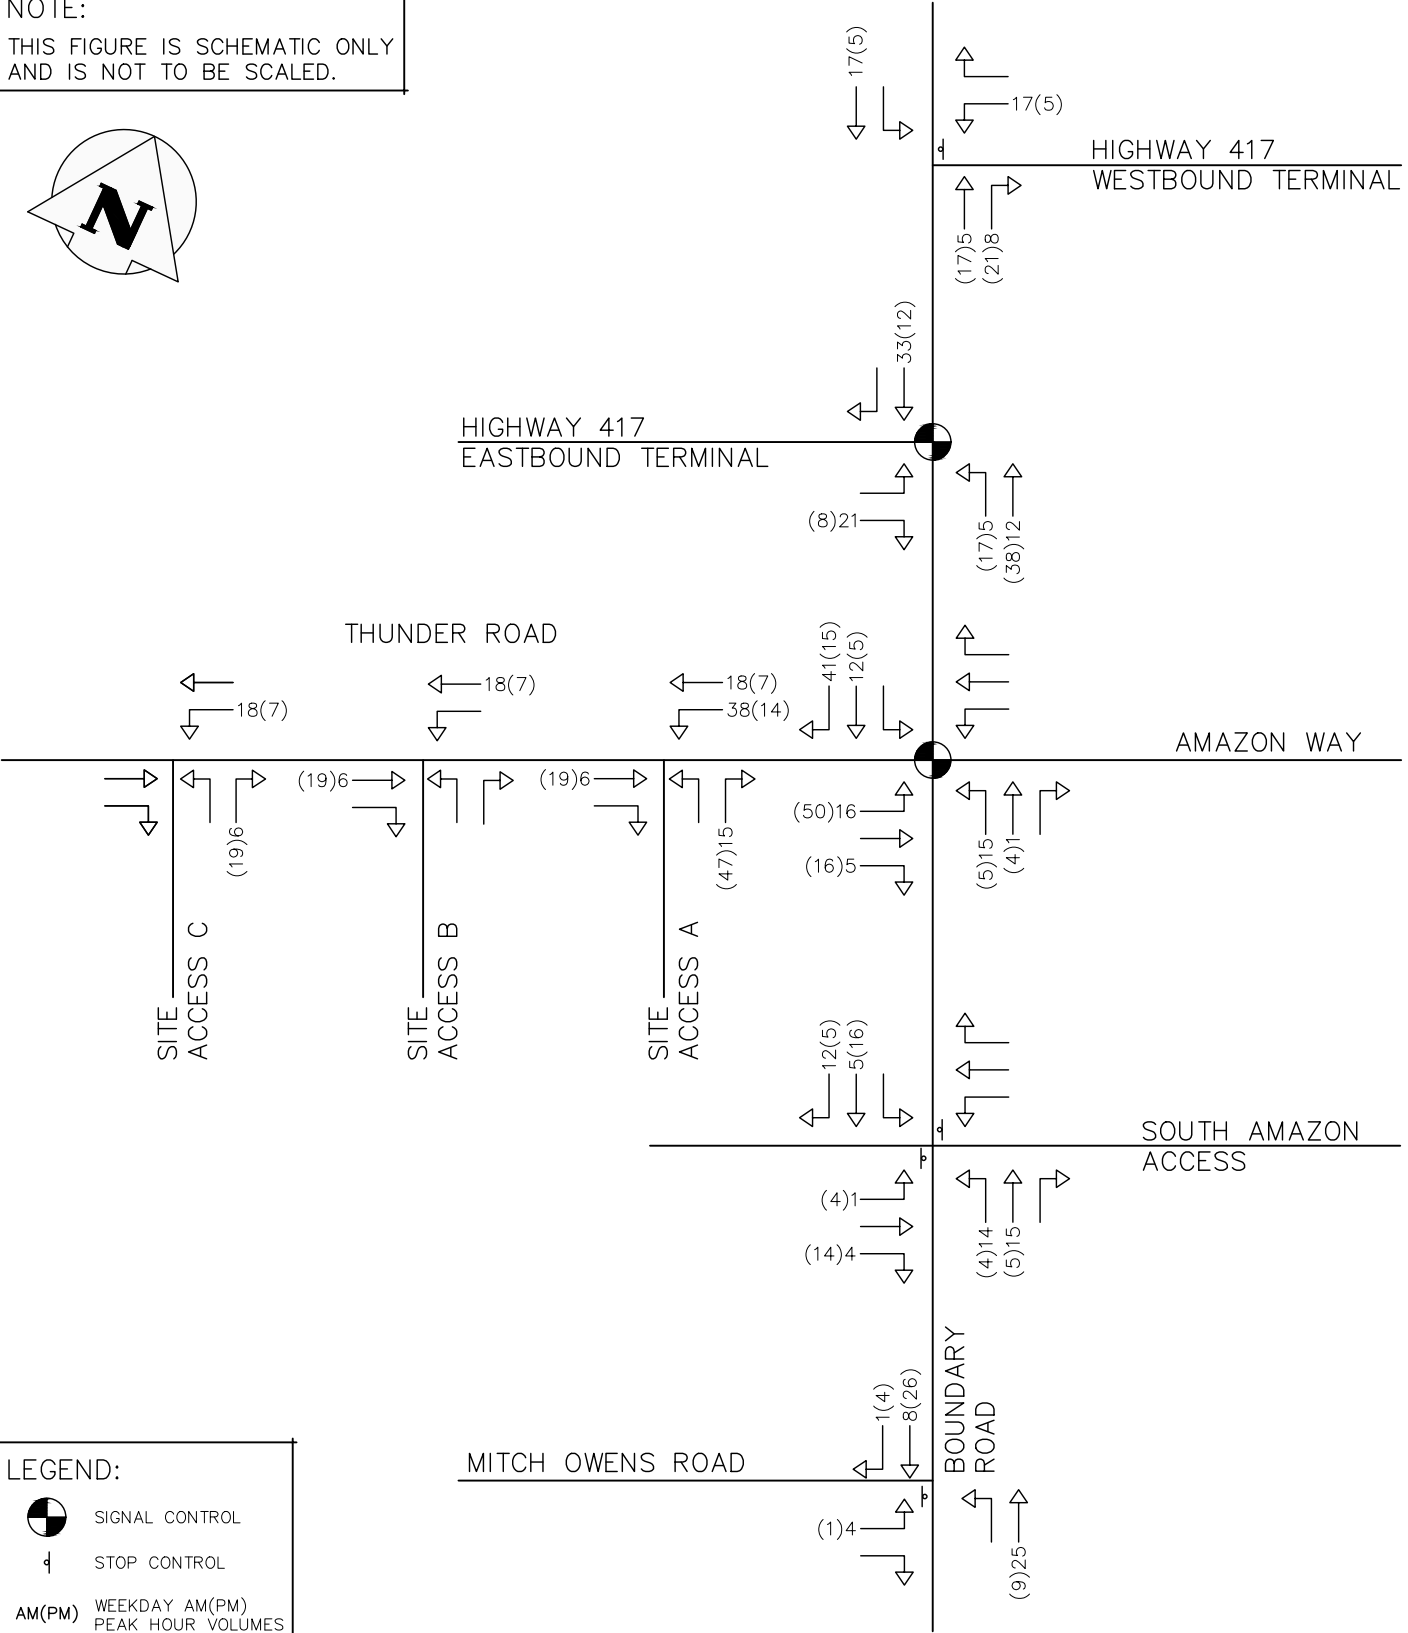 NOTE:
THIS FIGURE IS SCHEMATIC ONLY
AND IS NOT TO BE SCALED.
N
17(5)
17(5)
HIGHWAY 417
WESTBOUND TERMINAL
(17)5
(21)8
33(12)
HIGHWAY 417
EASTBOUND TERMINAL
(8)21
(17)5
(38)12
THUNDER ROAD
41(15)
12(5)
18(7)
18(7)
18(7)
38(14)
AMAZON WAY
(19)6
(19)6
(19)6
(47)15
(50)16
(16)5
(5)15
(4)1
SITE
ACCESS C
SITE
ACCESS B
SITE
ACCESS A
12(5)
5(16)
SOUTH AMAZON
ACCESS
(4)1
(14)4
(4)14
(5)15
BOUNDARY
ROAD
1(4)
8(26)
MITCH OWENS ROAD
(1)4
(9)25
LEGEND:
SIGNAL CONTROL
STOP CONTROL
AM(PM) WEEKDAY AM(PM)
PEAK HOUR VOLUMES